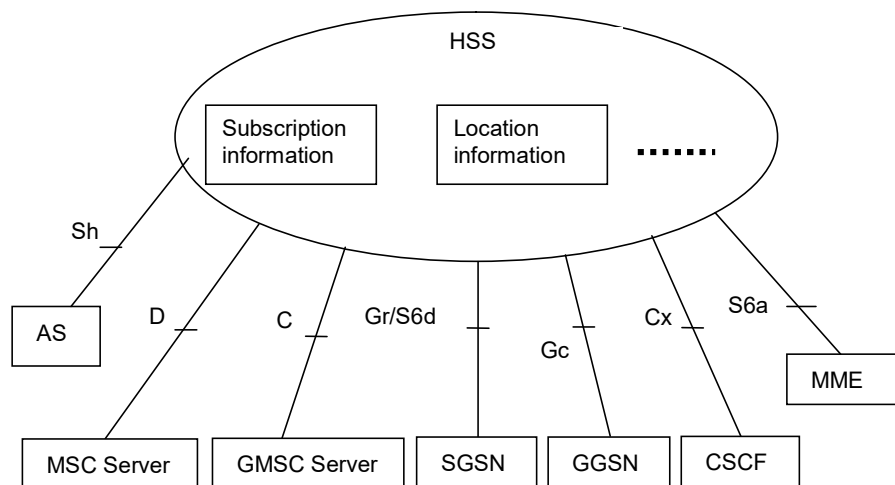 HSS
Subscription
information
Location
information
Sh
D
C
Gr/S6d
Gc
Cx
S6a
AS
MME
MSC Server
GMSC Server
SGSN
GGSN
CSCF